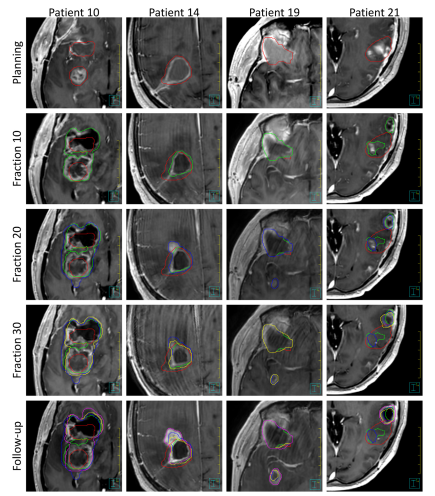 Patient 10 Patient 14 Patient 19 Patient 21
Planning
Fraction 10
Fraction 20
Fraction 30
Follow-up